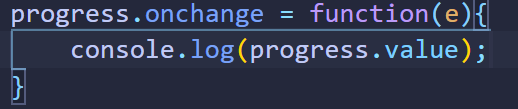 progress.onchange = function(e){
    console.log(progress.value);
}